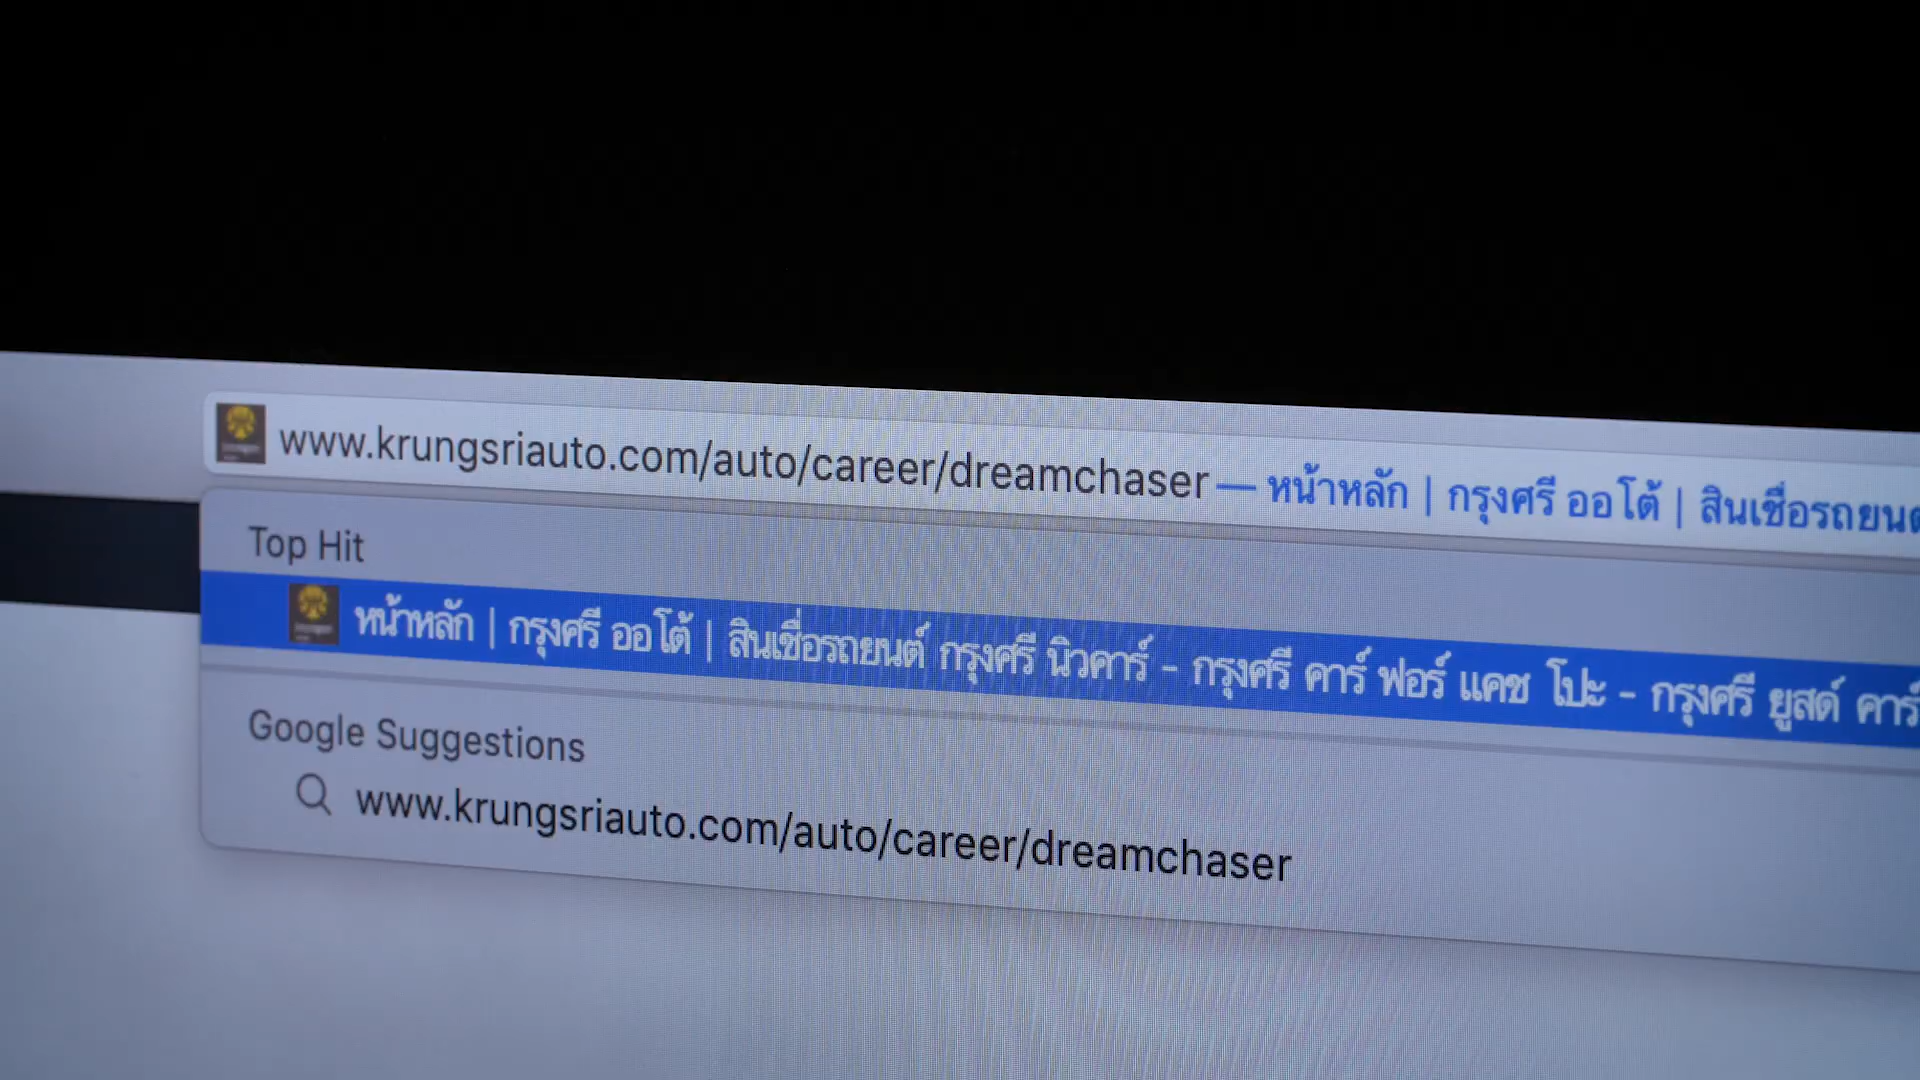 www.krungsriauto.com/auto/career/dreamchaser — หน้าหลัก | กรุงศรี ออโต้ | สินเชื่อรถยนต์
Top Hit
หน้าหลัก | กรุงศรี ออโต้ | สินเชื่อรถยนต์ กรุงศรี นิวคาร์ - กรุงศรี คาร์ ฟอร์ แคช โปะ - กรุงศรี ยูสด์ คาร์
Google Suggestions
www.krungsriauto.com/auto/career/dreamchaser